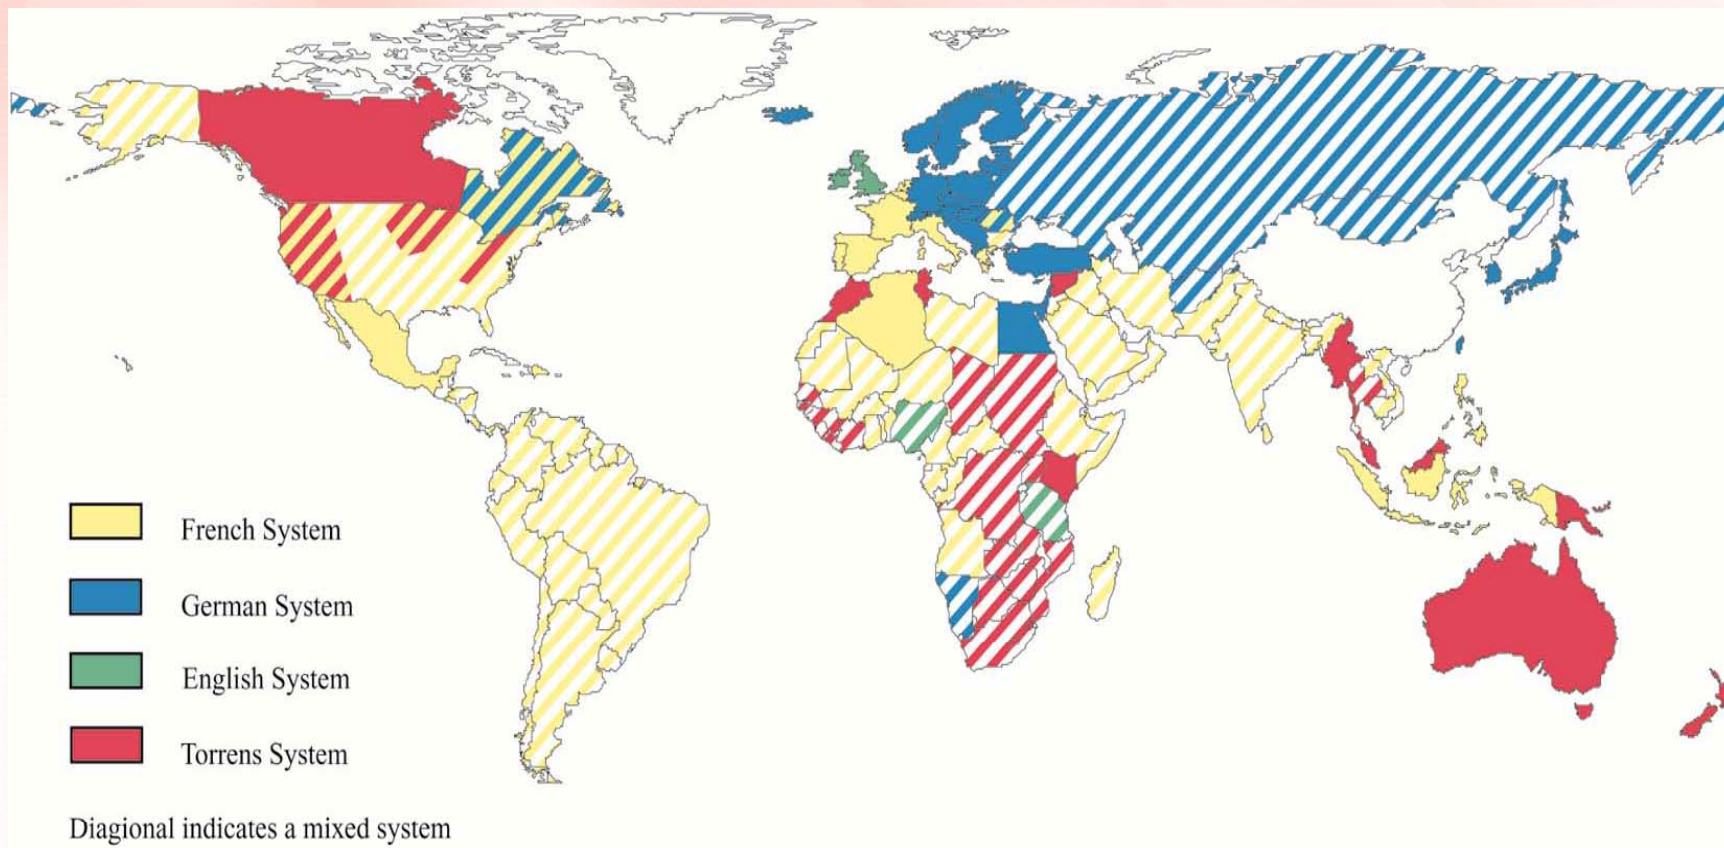 French System
German System
English System
Torrens System
Diagional indicates a mixed system